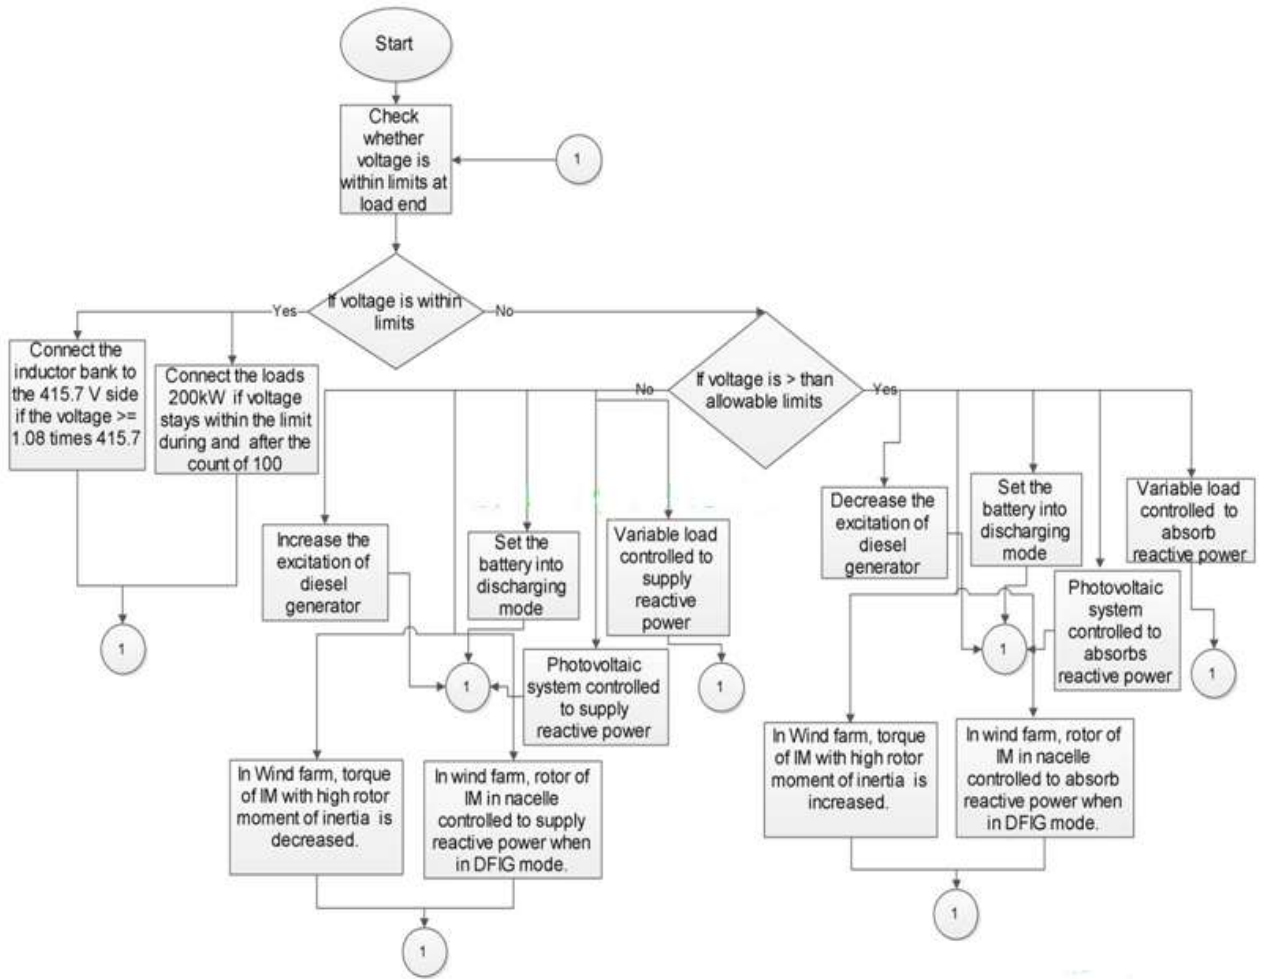 Start
Check
whether
voltage is
within limits at
load end
1
If voltage is within
limits
Yes
No
Connect the
inductor bank to
the 415.7 V side
if the voltage >=
1.08 times 415.7
Connect the loads
200kW if voltage
stays within the limit
during and after the
count of 100
1
If voltage is > than
allowable limits
No
Yes
Increase the
excitation of
diesel
generator
Set the
battery into
discharging
mode
Variable load
controlled to
supply
reactive
power
Photovoltaic
system controlled
to supply
reactive power
1
1
In Wind farm, torque
of IM with high rotor
moment of inertia is
decreased.
In wind farm, rotor of
IM in nacelle
controlled to supply
reactive power when
in DFIG mode.
1
Decrease the
excitation of
diesel
generator
Set the
battery into
discharging
mode
Variable load
controlled to
absorb
reactive power
Photovoltaic
system
controlled to
absorbs
reactive power
1
1
In Wind farm, torque
of IM with high rotor
moment of inertia is
increased.
In wind farm, rotor of
IM in nacelle
controlled to absorb
reactive power when
in DFIG mode.
1